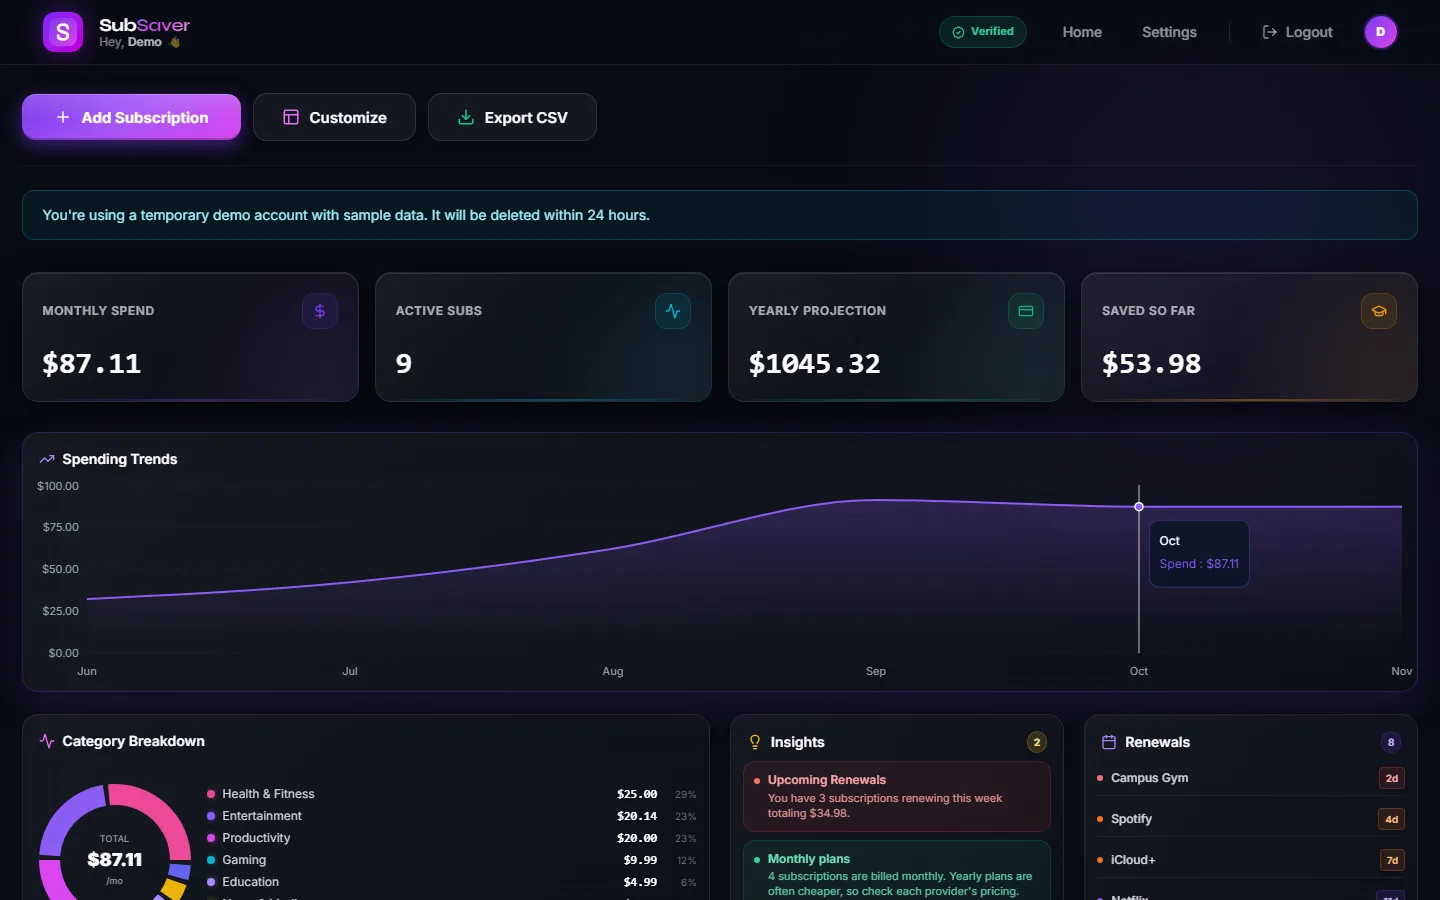 S
SubSaver
Hey, Demo
Verified
Home
Settings
Logout
D
Add Subscription
Customize
Export CSV
You're using a temporary demo account with sample data. It will be deleted within 24 hours.
MONTHLY SPEND
$
$87.11
ACTIVE SUBS
9
YEARLY PROJECTION
$1045.32
SAVED SO FAR
$53.98
Spending Trends
$100.00
$75.00
$50.00
$25.00
$0.00
Oct
Spend : $87.11
Jun
Jul
Aug
Sep
Oct
Nov
Category Breakdown
TOTAL
$87.11
/mo
Health & Fitness $25.00 29%
Entertainment $20.14 23%
Productivity $20.00 23%
Gaming $9.99 12%
Education $4.99 6%
Insights
2
Upcoming Renewals
You have 3 subscriptions renewing this week
totaling $34.98.
Monthly plans
4 subscriptions are billed monthly. Yearly plans are
often cheaper, so check each provider's pricing.
Renewals
8
Campus Gym 2d
Spotify 4d
iCloud+ 7d
Netflix